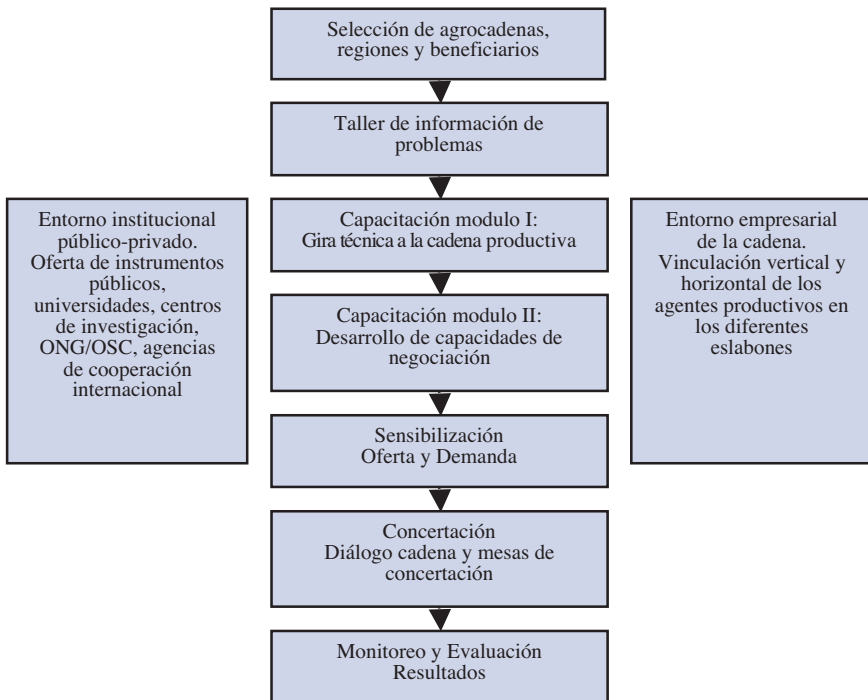 Selección de agrocadenas,
regiones y beneficiarios
Taller de información de
problemas
Entorno institucional
público-privado.
Oferta de instrumentos
públicos,
universidades, centros
de investigación,
ONG/OSC, agencias
de cooperación
internacional
Capacitación modulo I:
Gira técnica a la cadena productiva
Capacitación modulo II:
Desarrollo de capacidades de
negociación
Entorno empresarial
de la cadena.
Vinculación vertical y
horizontal de los
agentes productivos en
los diferentes
eslabones
Sensibilización
Oferta y Demanda
Concertación
Diálogo cadena y mesas de
concertación
Monitoreo y Evaluación
Resultados